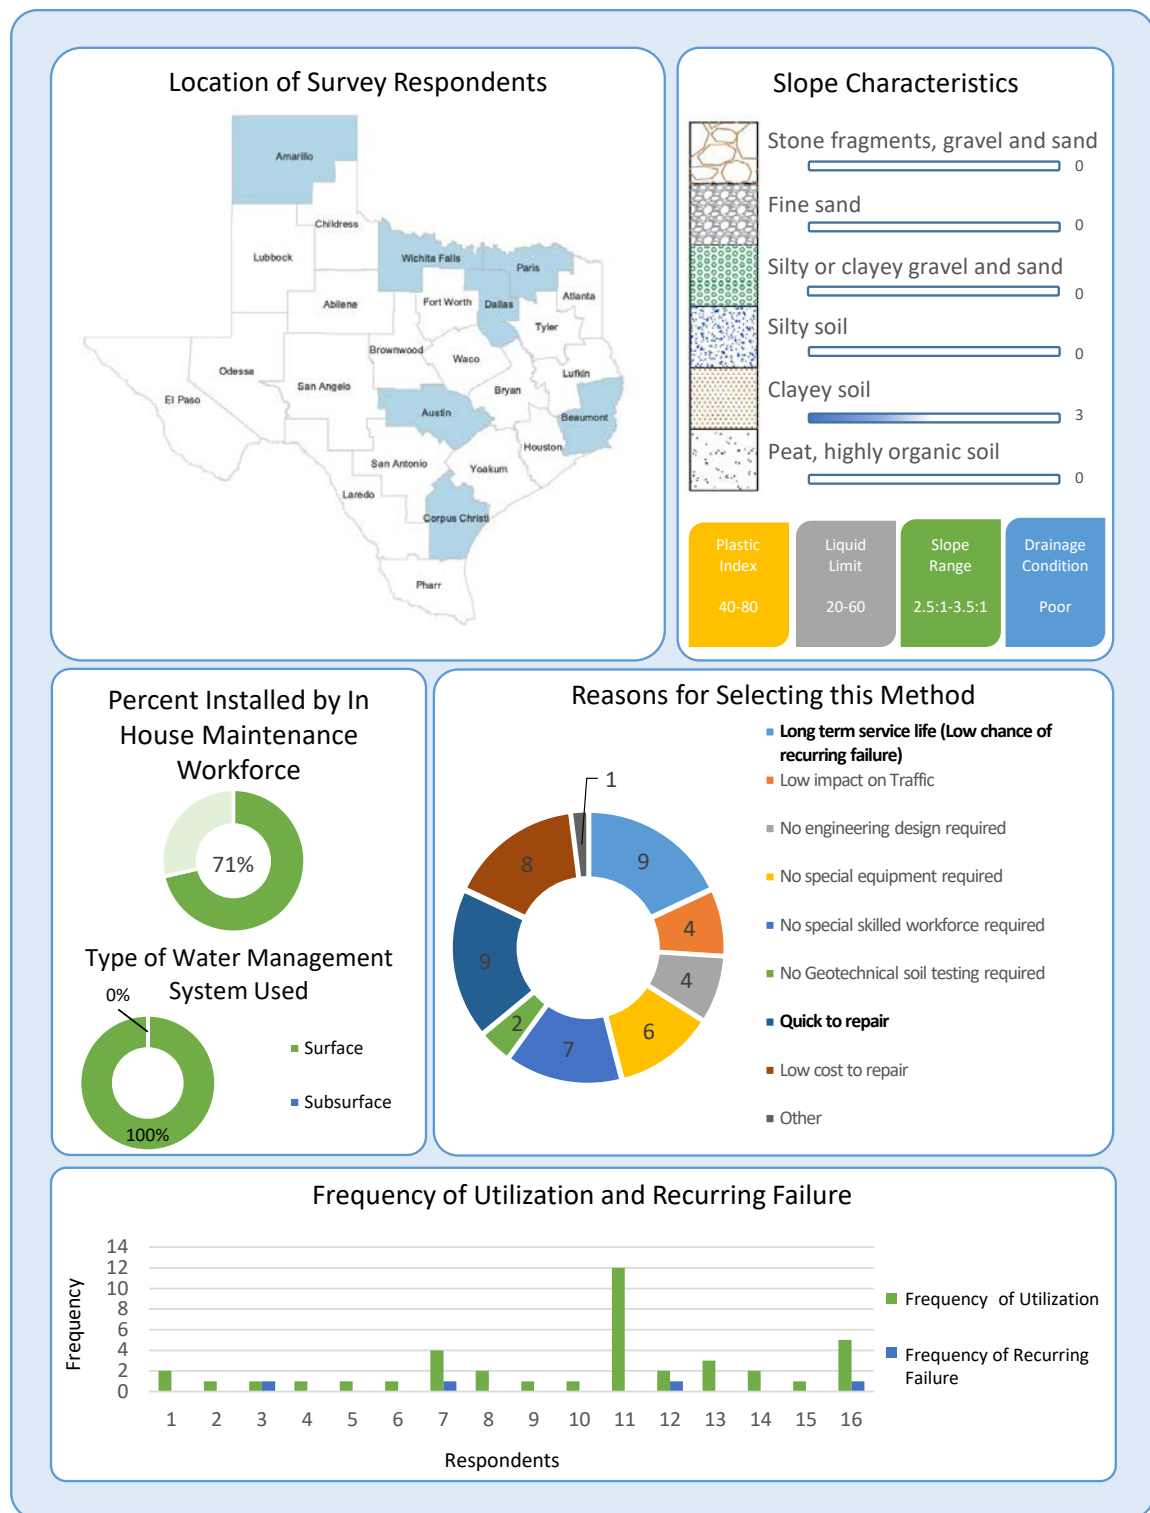 Location of Survey Respondents
Amarillo
Childress
Lubbock
Wichita Falls
Paris
Abilene
Fort Worth
Dallas
Atlanta
Tyler
Brownwood
Waco
Odessa
San Angelo
Lufkin
El Paso
Bryan
Austin
Beaumont
Houston
San Antonio
Yoakum
Laredo
Corpus Christi
Pharr
Slope Characteristics
Stone fragments, gravel and sand
0
Fine sand
0
Silty or clayey gravel and sand
0
Silty soil
0
Clayey soil
3
Peat, highly organic soil
0
Plastic
Index
40-80
Liquid
Limit
20-60
Slope
Range
2.5:1-3.5:1
Drainage
Condition
Poor
Percent Installed by In
House Maintenance
Workforce
71%
Type of Water Management
System Used
0%
100%
Surface
Subsurface
Reasons for Selecting this Method
1
9
4
4
6
7
2
9
8
Long term service life (Low chance of
recurring failure)
Low impact on Traffic
No engineering design required
No special equipment required
No special skilled workforce required
No Geotechnical soil testing required
Quick to repair
Low cost to repair
Other
Frequency of Utilization and Recurring Failure
Frequency
14
12
10
8
6
4
2
0
1 2 3 4 5 6 7 8 9 10 11 12 13 14 15 16
Respondents
Frequency of Utilization
Frequency of Recurring
Failure